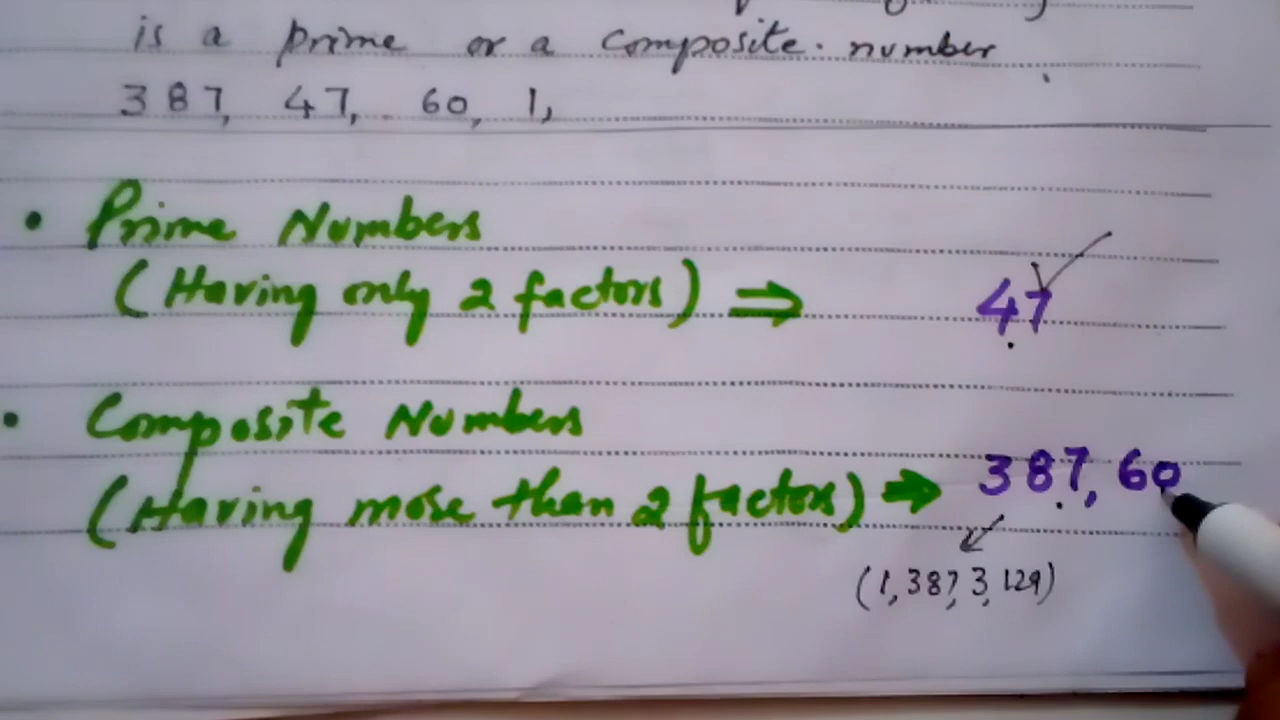 is a prime or a composite. number
387, 47, 60, 1,
• Prime Numbers
(Having only 2 factors) ⇒ 47
• Composite Numbers
(Having more than 2 factors) → 387, 60
(1, 387, 3, 129)